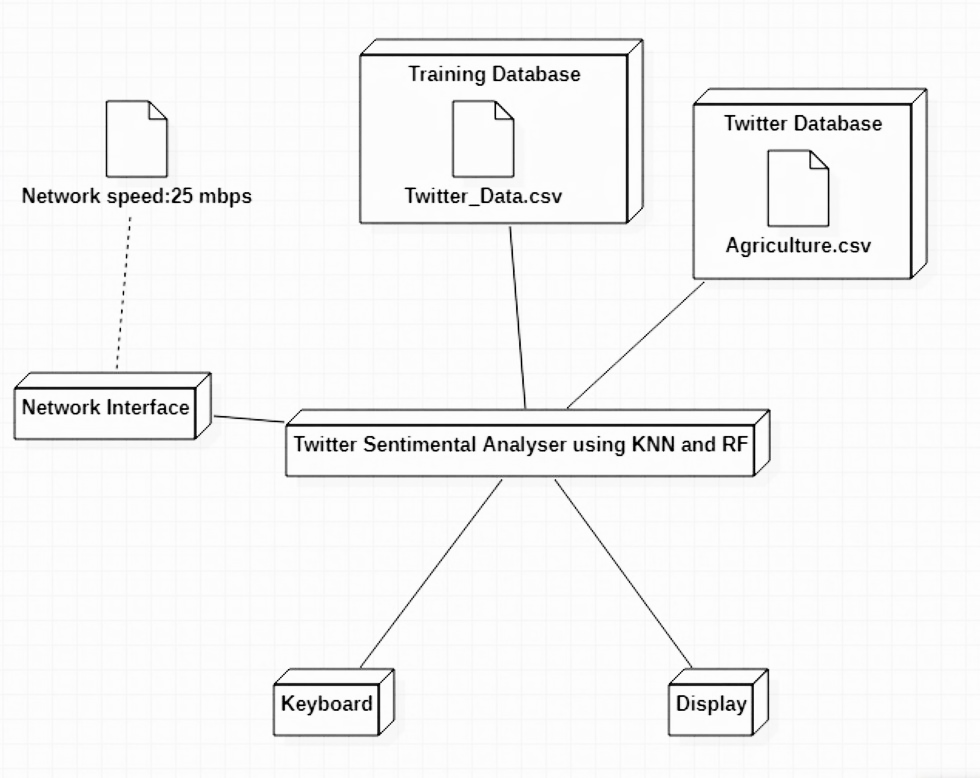 Training Database
Twitter_Data.csv
Twitter Database
Agriculture.csv
Network speed:25 mbps
Network Interface
Twitter Sentimental Analyser using KNN and RF
Keyboard
Display